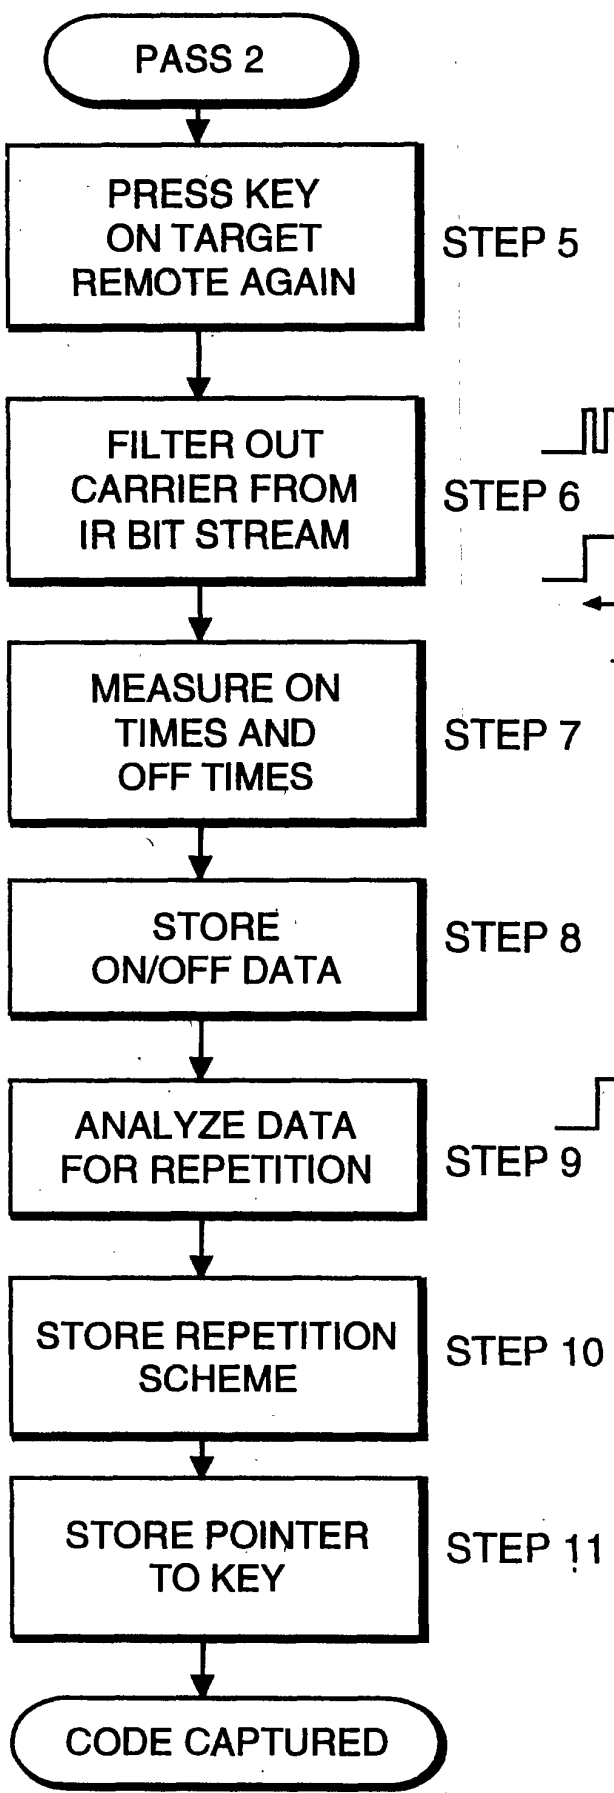 PASS 2
PRESS KEY
ON TARGET
REMOTE AGAIN
STEP 5
FILTER OUT
CARRIER FROM
IR BIT STREAM
STEP 6
MEASURE ON
TIMES AND
OFF TIMES
STEP 7
STORE
ON/OFF DATA
STEP 8
ANALYZE DATA
FOR REPETITION
STEP 9
STORE REPETITION
SCHEME
STEP 10
STORE POINTER
TO KEY
STEP 11
CODE CAPTURED